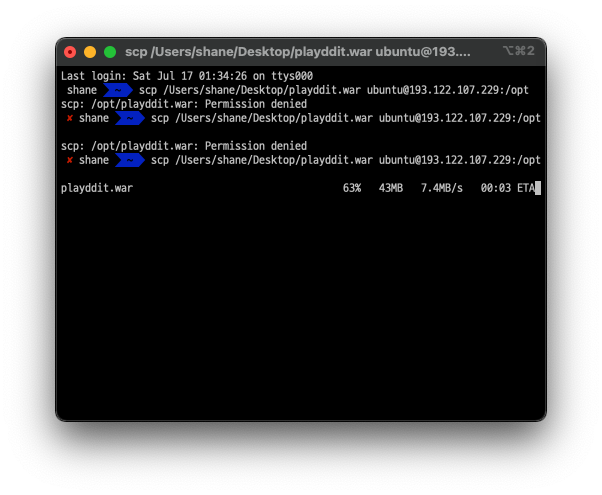 scp /Users/shane/Desktop/playddit.war ubuntu@193.... ⌥⌘2
Last login: Sat Jul 17 01:34:26 on ttys000
shane ~ scp /Users/shane/Desktop/playddit.war ubuntu@193.122.107.229:/opt
scp: /opt/playddit.war: Permission denied
✘ shane ~ scp /Users/shane/Desktop/playddit.war ubuntu@193.122.107.229:/opt
scp: /opt/playddit.war: Permission denied
✘ shane ~ scp /Users/shane/Desktop/playddit.war ubuntu@193.122.107.229:/opt
playddit.war 63% 43MB 7.4MB/s 00:03 ETA